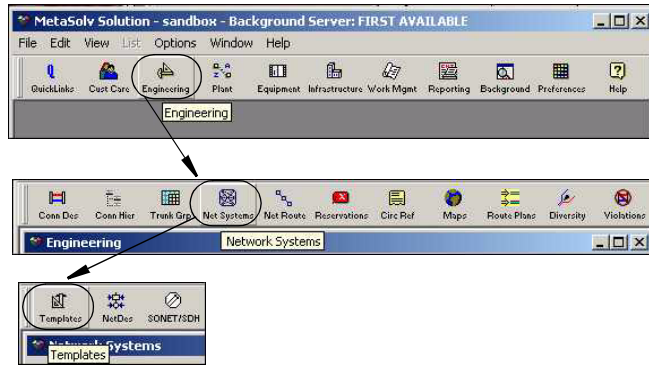 MetaSolv Solution - sandbox - Background Server: FIRST AVAILABLE
File Edit View List Options Window Help
QuickLinks Cust Care Engineering Plant Equipment Infrastructure Work Mgmt Reporting Background Preferences Help
Engineering
Conn Des Conn Hier Trunk Grp Net Systems Net Route Reservations Circ Ref Maps Route Plans Diversity Violations
Engineering
Network Systems
Templates NetDes SONET/SDH
Network Systems
Templates